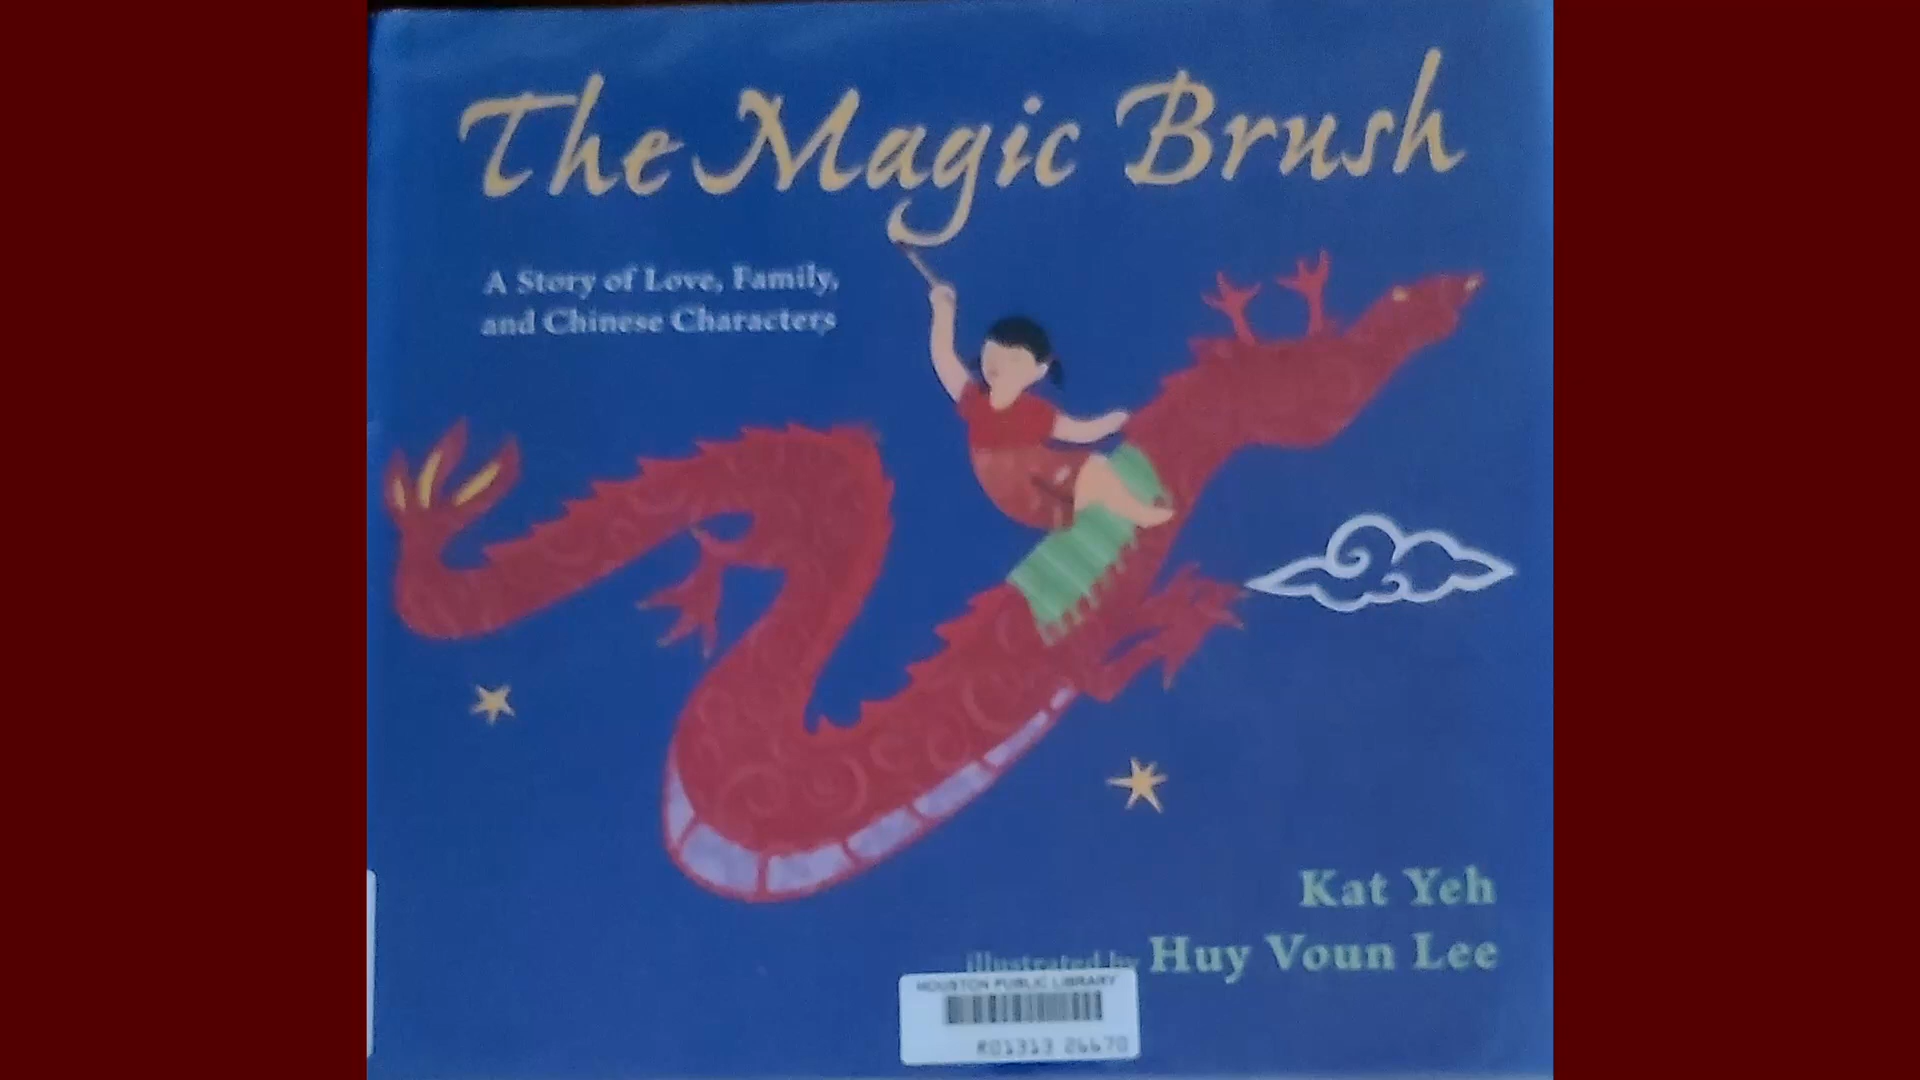 The Magic Brush
A Story of Love, Family,
and Chinese Characters
Kat Yeh
illustrated by Huy Voun Lee
HOUSTON PUBLIC LIBRARY
R01313 26670